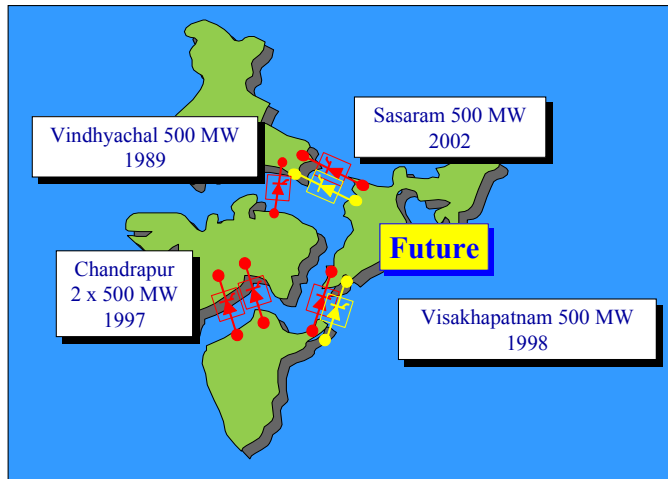 Vindhyachal 500 MW
1989
Sasaram 500 MW
2002
Future
Chandrapur
2 x 500 MW
1997
Visakhapatnam 500 MW
1998